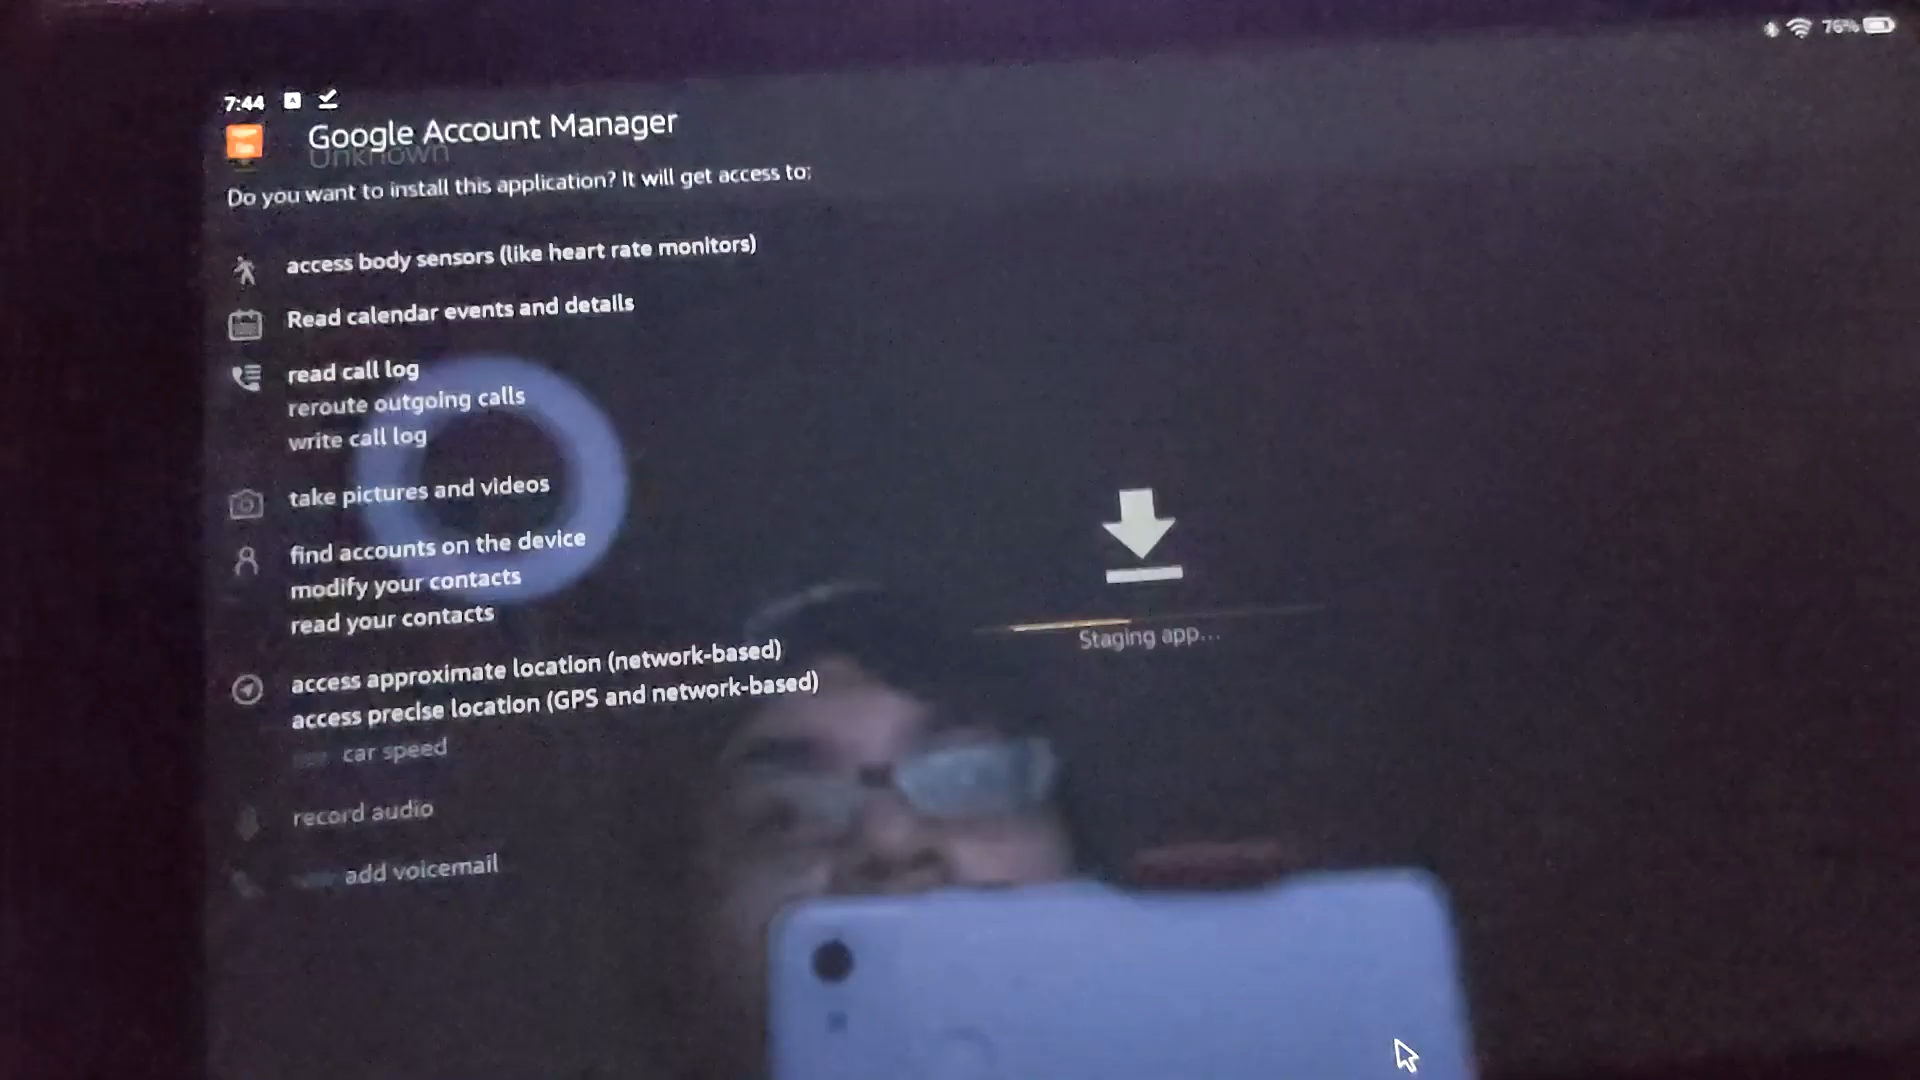 76%
7:44
Google Account Manager
Unknown
Do you want to install this application? It will get access to:
access body sensors (like heart rate monitors)
Read calendar events and details
read call log
reroute outgoing calls
write call log
take pictures and videos
find accounts on the device
modify your contacts
read your contacts
access approximate location (network-based)
access precise location (GPS and network-based)
car speed
record audio
add voicemail
Staging app...